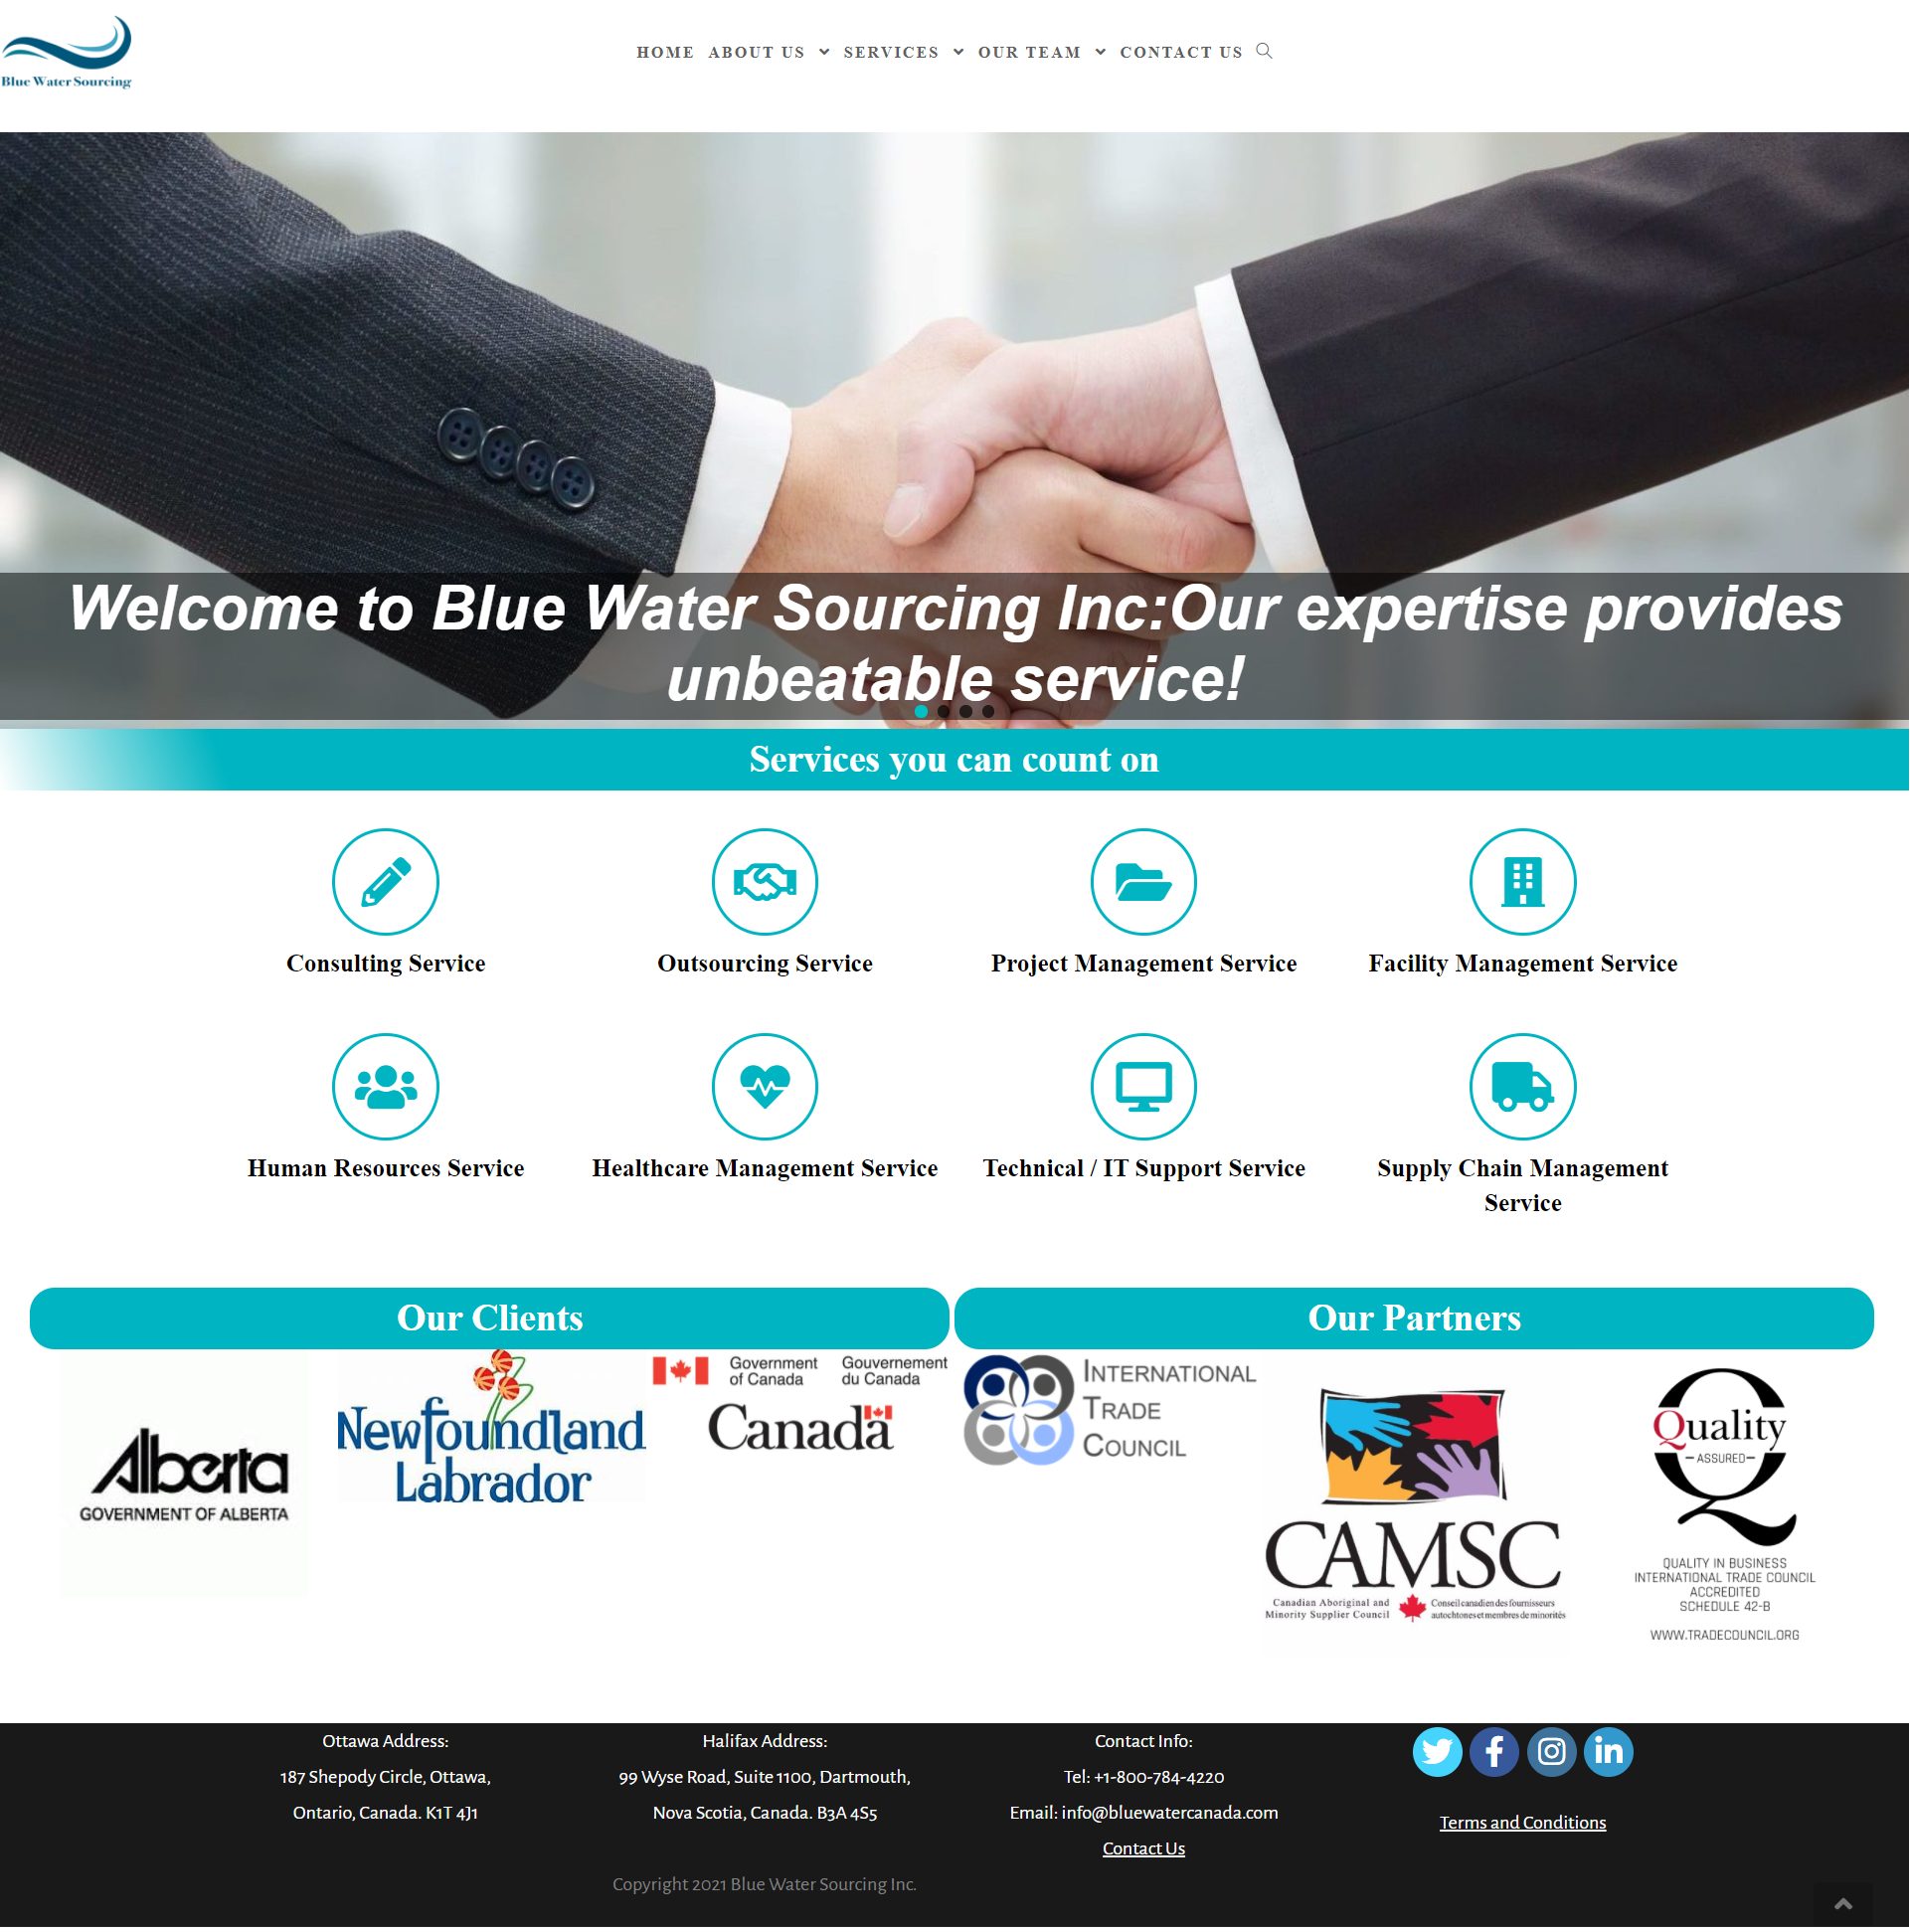 Blue Water Sourcing
HOME ABOUT US SERVICES OUR TEAM CONTACT US
Welcome to Blue Water Sourcing Inc:Our expertise provides
unbeatable service!
Services you can count on
Consulting Service
Outsourcing Service
Project Management Service
Facility Management Service
Human Resources Service
Healthcare Management Service
Technical / IT Support Service
Supply Chain Management
Service
Our Clients
Alberta
GOVERNMENT OF ALBERTA
Newfoundland
Labrador
Government
of Canada
Gouvernement
du Canada
Canada
Our Partners
INTERNATIONAL
TRADE
COUNCIL
CAMSC
Canadian Aboriginal and
Minority Supplier Council
Conseil canadien des fournisseurs
autochtones et membres de minorités
Quality
ASSURED
QUALITY IN BUSINESS
INTERNATIONAL TRADE COUNCIL
ACCREDITED
SCHEDULE 42-B
WWW.TRADECOUNCIL.ORG
Ottawa Address:
187 Shepody Circle, Ottawa,
Ontario, Canada. K1T 4J1
Halifax Address:
99 Wyse Road, Suite 1100, Dartmouth,
Nova Scotia, Canada. B3A 4S5
Contact Info:
Tel: +1-800-784-4220
Email: info@bluewatercanada.com
Contact Us
Terms and Conditions
Copyright 2021 Blue Water Sourcing Inc.